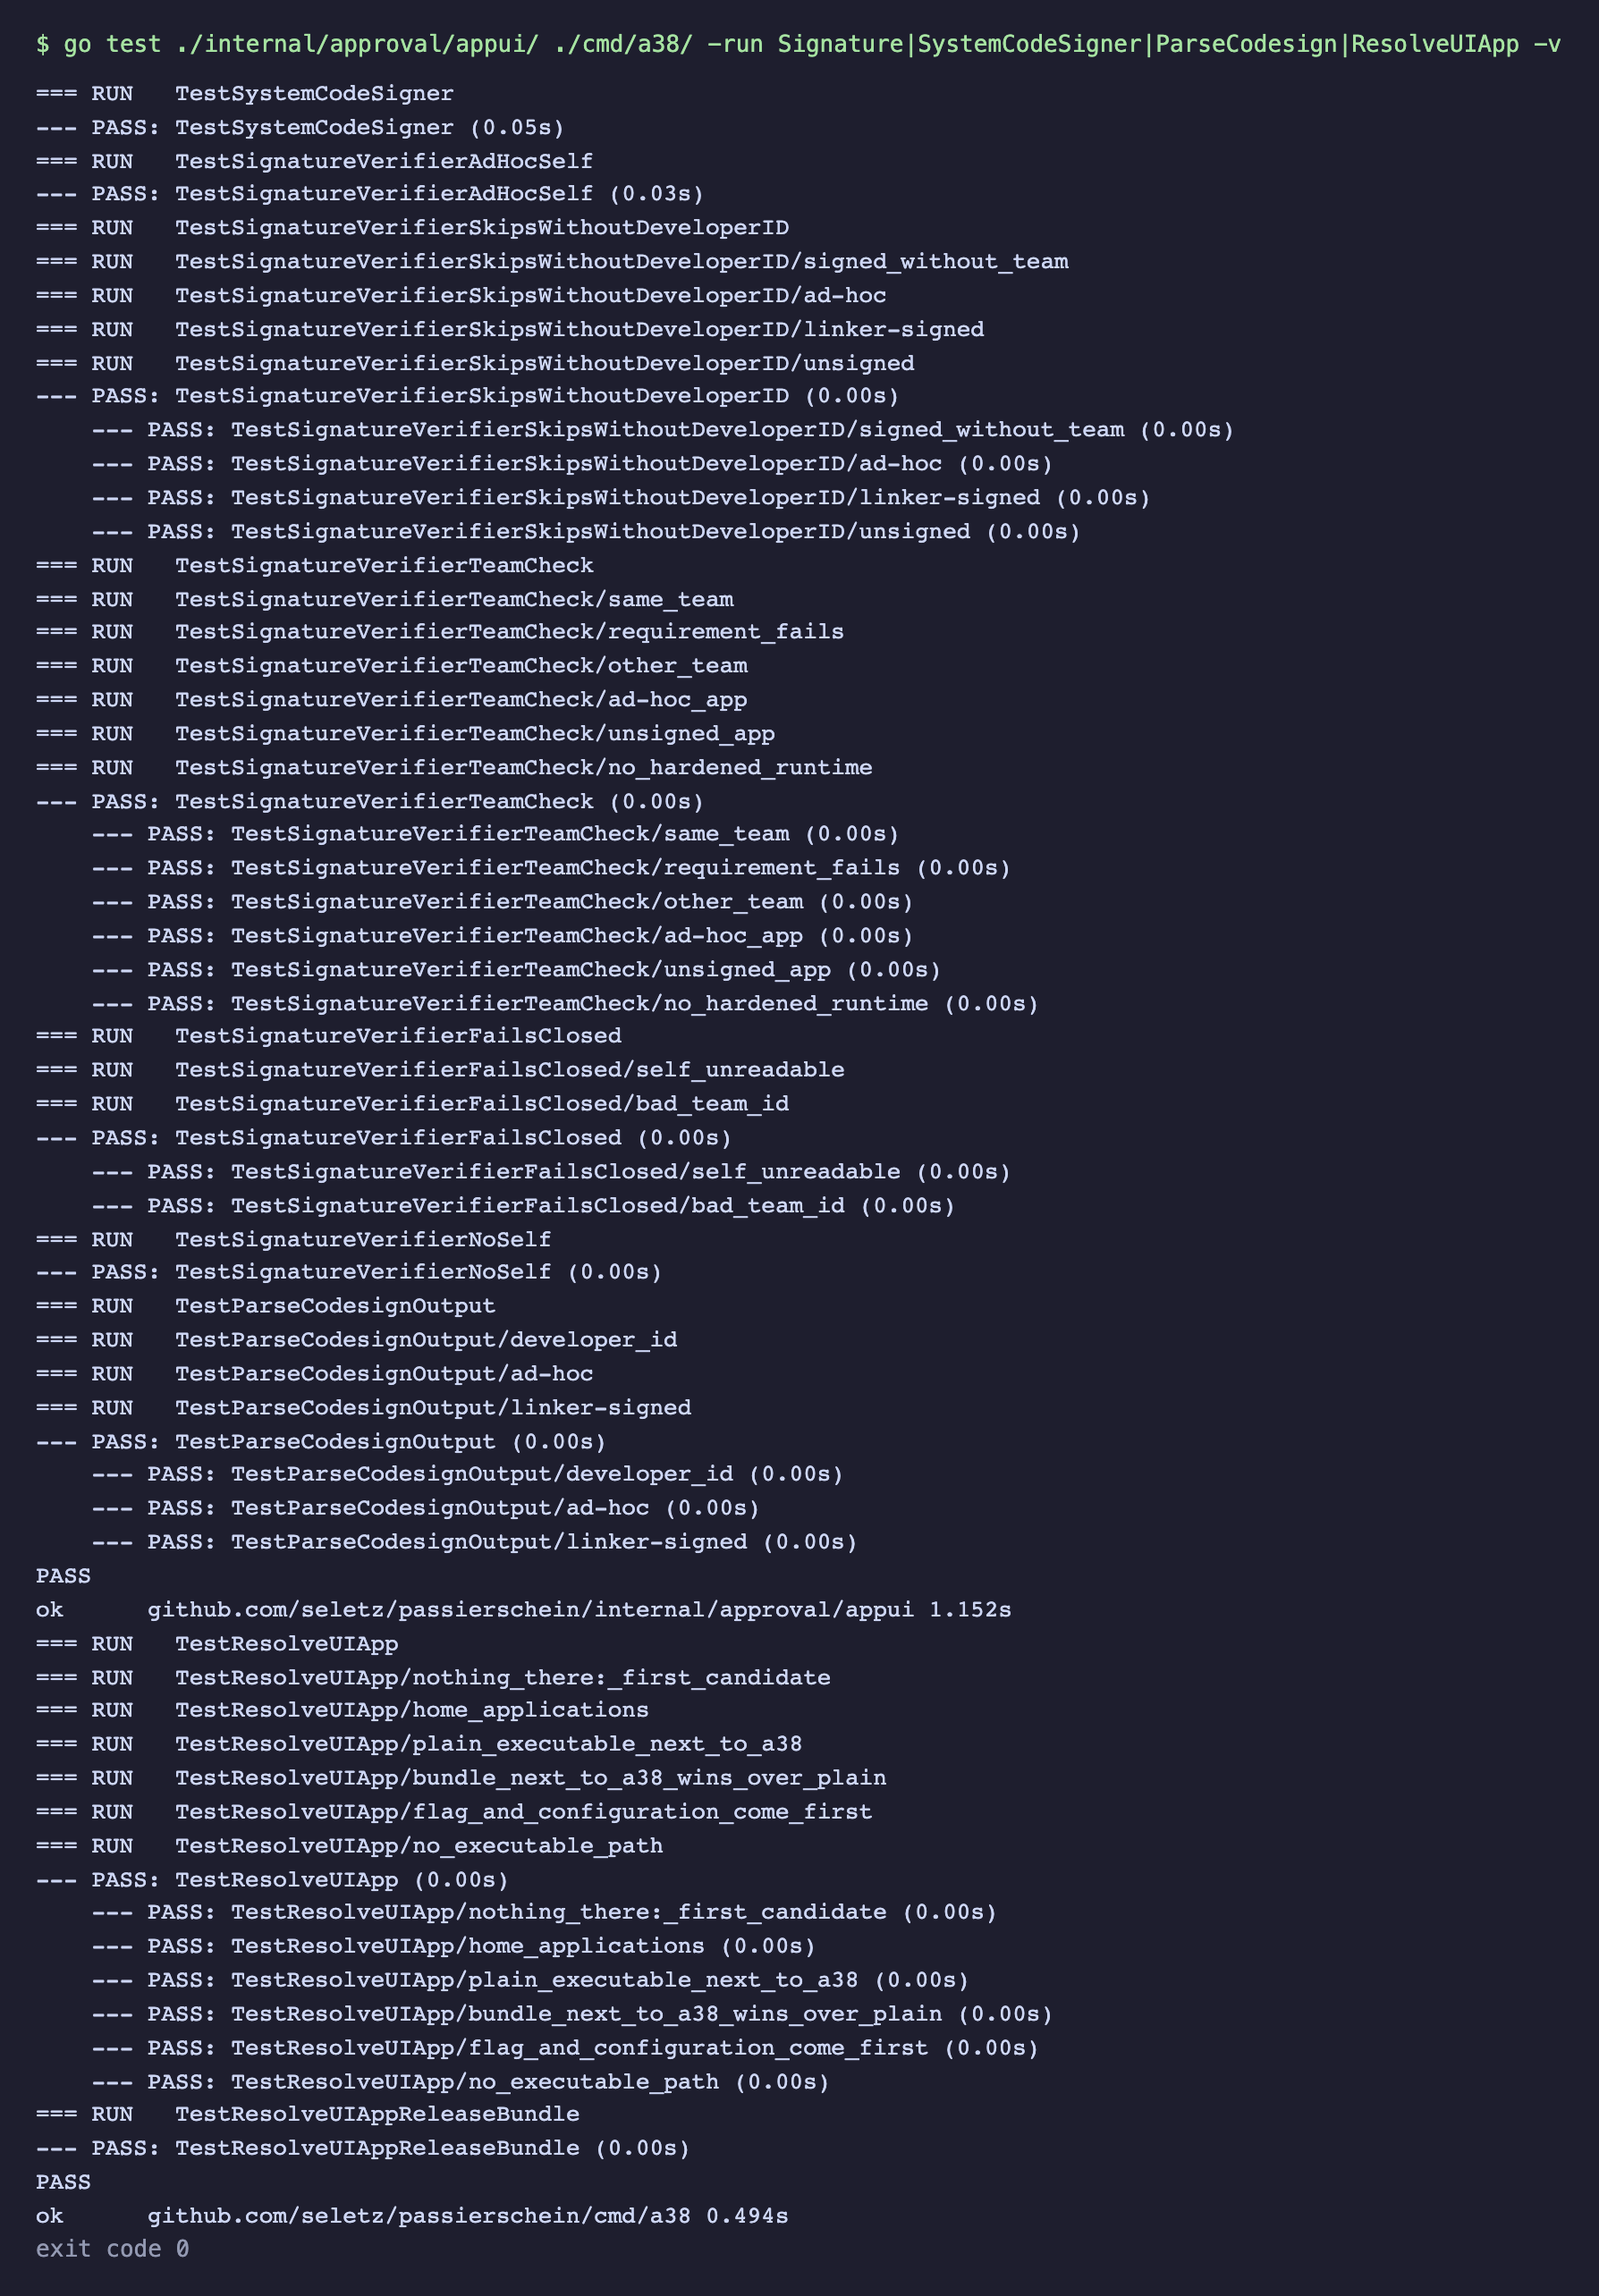 $ go test ./internal/approval/appui/ ./cmd/a38/ -run Signature|SystemCodeSigner|ParseCodesign|ResolveUIApp -v
=== RUN   TestSystemCodeSigner
--- PASS: TestSystemCodeSigner (0.05s)
=== RUN   TestSignatureVerifierAdHocSelf
--- PASS: TestSignatureVerifierAdHocSelf (0.03s)
=== RUN   TestSignatureVerifierSkipsWithoutDeveloperID
=== RUN   TestSignatureVerifierSkipsWithoutDeveloperID/signed_without_team
=== RUN   TestSignatureVerifierSkipsWithoutDeveloperID/ad-hoc
=== RUN   TestSignatureVerifierSkipsWithoutDeveloperID/linker-signed
=== RUN   TestSignatureVerifierSkipsWithoutDeveloperID/unsigned
--- PASS: TestSignatureVerifierSkipsWithoutDeveloperID (0.00s)
    --- PASS: TestSignatureVerifierSkipsWithoutDeveloperID/signed_without_team (0.00s)
    --- PASS: TestSignatureVerifierSkipsWithoutDeveloperID/ad-hoc (0.00s)
    --- PASS: TestSignatureVerifierSkipsWithoutDeveloperID/linker-signed (0.00s)
    --- PASS: TestSignatureVerifierSkipsWithoutDeveloperID/unsigned (0.00s)
=== RUN   TestSignatureVerifierTeamCheck
=== RUN   TestSignatureVerifierTeamCheck/same_team
=== RUN   TestSignatureVerifierTeamCheck/requirement_fails
=== RUN   TestSignatureVerifierTeamCheck/other_team
=== RUN   TestSignatureVerifierTeamCheck/ad-hoc_app
=== RUN   TestSignatureVerifierTeamCheck/unsigned_app
=== RUN   TestSignatureVerifierTeamCheck/no_hardened_runtime
--- PASS: TestSignatureVerifierTeamCheck (0.00s)
    --- PASS: TestSignatureVerifierTeamCheck/same_team (0.00s)
    --- PASS: TestSignatureVerifierTeamCheck/requirement_fails (0.00s)
    --- PASS: TestSignatureVerifierTeamCheck/other_team (0.00s)
    --- PASS: TestSignatureVerifierTeamCheck/ad-hoc_app (0.00s)
    --- PASS: TestSignatureVerifierTeamCheck/unsigned_app (0.00s)
    --- PASS: TestSignatureVerifierTeamCheck/no_hardened_runtime (0.00s)
=== RUN   TestSignatureVerifierFailsClosed
=== RUN   TestSignatureVerifierFailsClosed/self_unreadable
=== RUN   TestSignatureVerifierFailsClosed/bad_team_id
--- PASS: TestSignatureVerifierFailsClosed (0.00s)
    --- PASS: TestSignatureVerifierFailsClosed/self_unreadable (0.00s)
    --- PASS: TestSignatureVerifierFailsClosed/bad_team_id (0.00s)
=== RUN   TestSignatureVerifierNoSelf
--- PASS: TestSignatureVerifierNoSelf (0.00s)
=== RUN   TestParseCodesignOutput
=== RUN   TestParseCodesignOutput/developer_id
=== RUN   TestParseCodesignOutput/ad-hoc
=== RUN   TestParseCodesignOutput/linker-signed
--- PASS: TestParseCodesignOutput (0.00s)
    --- PASS: TestParseCodesignOutput/developer_id (0.00s)
    --- PASS: TestParseCodesignOutput/ad-hoc (0.00s)
    --- PASS: TestParseCodesignOutput/linker-signed (0.00s)
PASS
ok      github.com/seletz/passierschein/internal/approval/appui 1.152s
=== RUN   TestResolveUIApp
=== RUN   TestResolveUIApp/nothing_there:_first_candidate
=== RUN   TestResolveUIApp/home_applications
=== RUN   TestResolveUIApp/plain_executable_next_to_a38
=== RUN   TestResolveUIApp/bundle_next_to_a38_wins_over_plain
=== RUN   TestResolveUIApp/flag_and_configuration_come_first
=== RUN   TestResolveUIApp/no_executable_path
--- PASS: TestResolveUIApp (0.00s)
    --- PASS: TestResolveUIApp/nothing_there:_first_candidate (0.00s)
    --- PASS: TestResolveUIApp/home_applications (0.00s)
    --- PASS: TestResolveUIApp/plain_executable_next_to_a38 (0.00s)
    --- PASS: TestResolveUIApp/bundle_next_to_a38_wins_over_plain (0.00s)
    --- PASS: TestResolveUIApp/flag_and_configuration_come_first (0.00s)
    --- PASS: TestResolveUIApp/no_executable_path (0.00s)
=== RUN   TestResolveUIAppReleaseBundle
--- PASS: TestResolveUIAppReleaseBundle (0.00s)
PASS
ok      github.com/seletz/passierschein/cmd/a38 0.494s
exit code 0